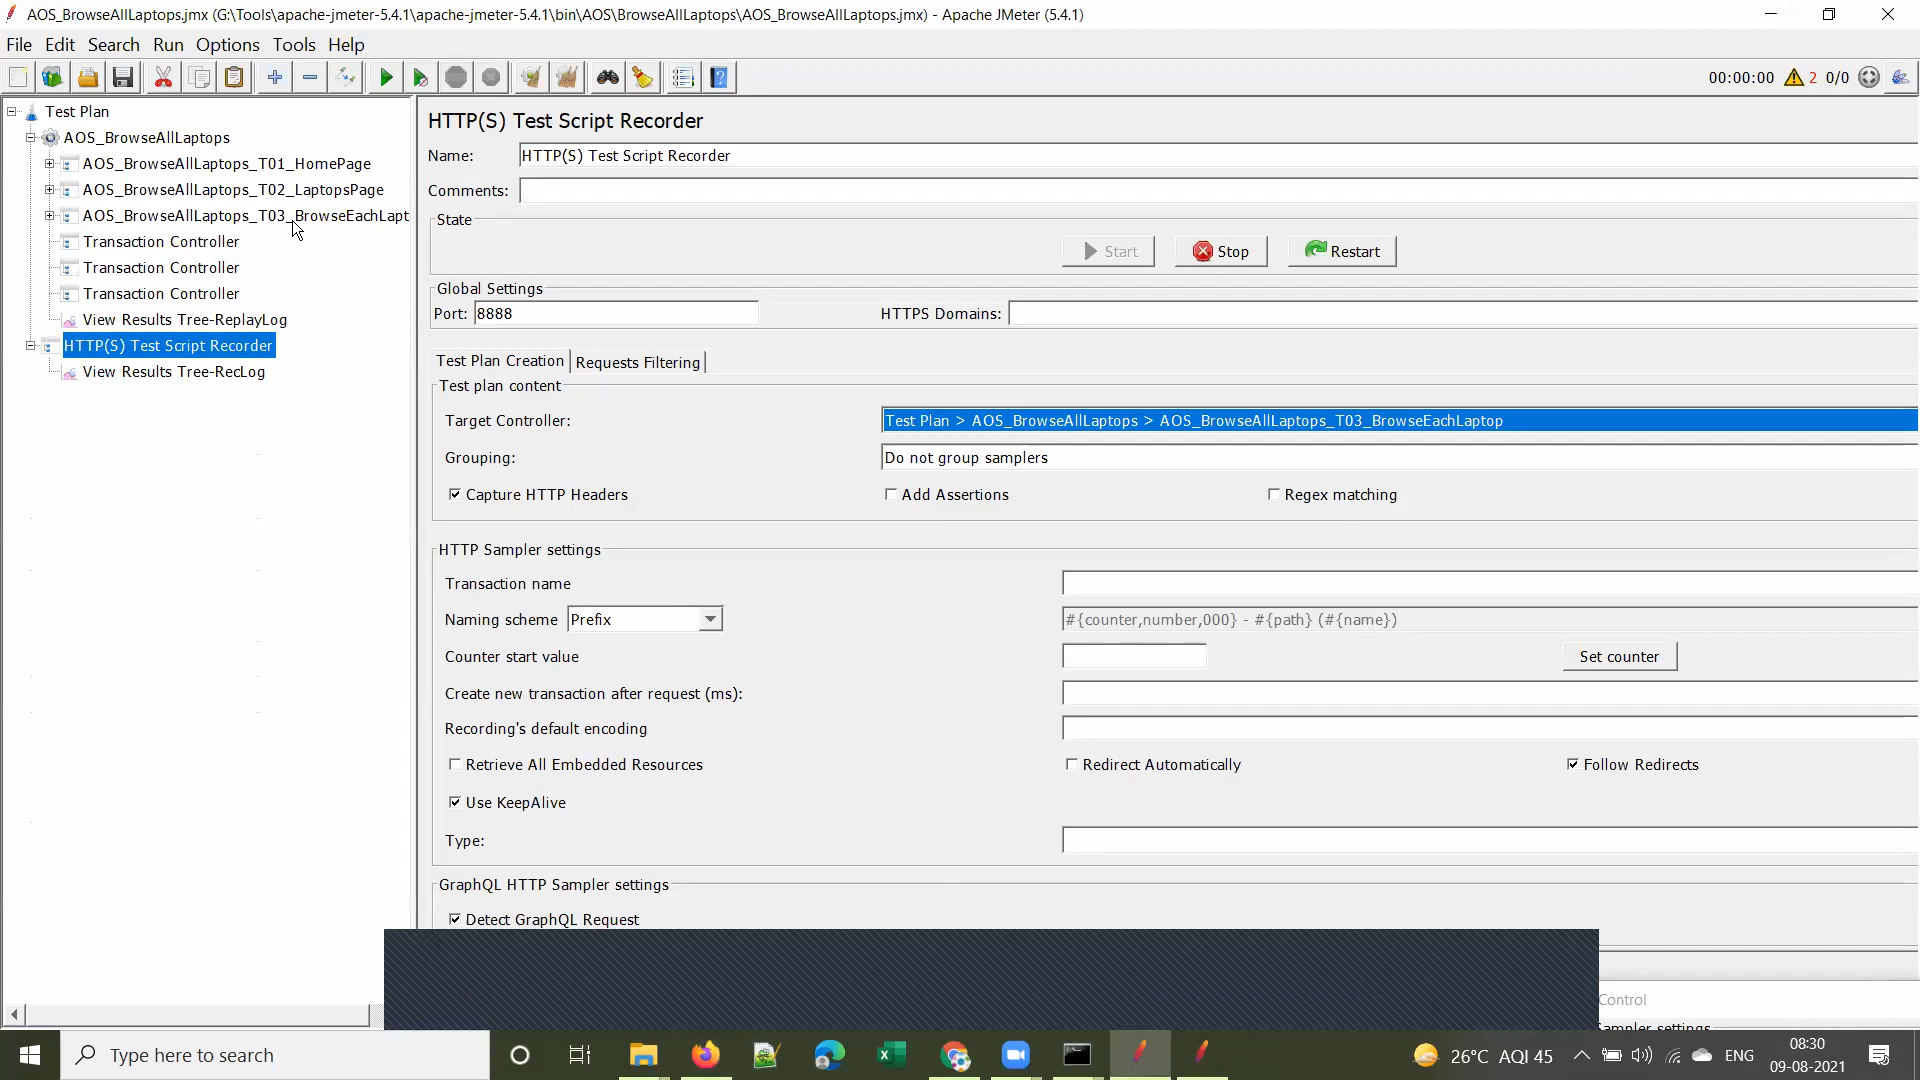 AOS_BrowseAllLaptops.jmx (G:\Tools\apache-jmeter-5.4.1\apache-jmeter-5.4.1\bin\AOS\BrowseAllLaptops\AOS_BrowseAllLaptops.jmx) - Apache JMeter (5.4.1)
File Edit Search Run Options Tools Help
00:00:00 2 0/0
Test Plan
AOS_BrowseAllLaptops
AOS_BrowseAllLaptops_T01_HomePage
AOS_BrowseAllLaptops_T02_LaptopsPage
AOS_BrowseAllLaptops_T03_BrowseEachLapt
Transaction Controller
Transaction Controller
Transaction Controller
View Results Tree-ReplayLog
HTTP(S) Test Script Recorder
View Results Tree-RecLog
HTTP(S) Test Script Recorder
Name: HTTP(S) Test Script Recorder
Comments:
State
Start Stop Restart
Global Settings
Port: 8888 HTTPS Domains:
Test Plan Creation Requests Filtering
Test plan content
Target Controller: Test Plan > AOS_BrowseAllLaptops > AOS_BrowseAllLaptops_T03_BrowseEachLaptop
Grouping: Do not group samplers
Capture HTTP Headers Add Assertions Regex matching
HTTP Sampler settings
Transaction name
Naming scheme Prefix #{counter,number,000} - #{path} (#{name})
Counter start value Set counter
Create new transaction after request (ms):
Recording's default encoding
Retrieve All Embedded Resources Redirect Automatically Follow Redirects
Use KeepAlive
Type:
GraphQL HTTP Sampler settings
Detect GraphQL Request
Control
Sampler settings
Type here to search
26°C AQI 45 ENG
08:30
09-08-2021